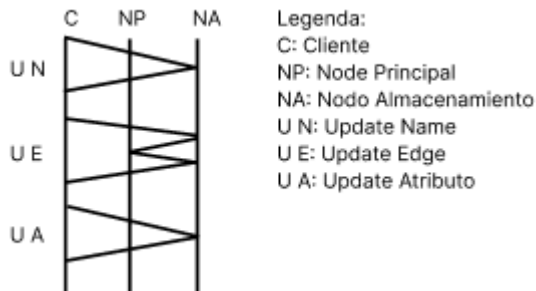 C NP NA
U N
U E
U A
Legenda:
C: Cliente
NP: Node Principal
NA: Nodo Almacenamiento
U N: Update Name
U E: Update Edge
U A: Update Atributo